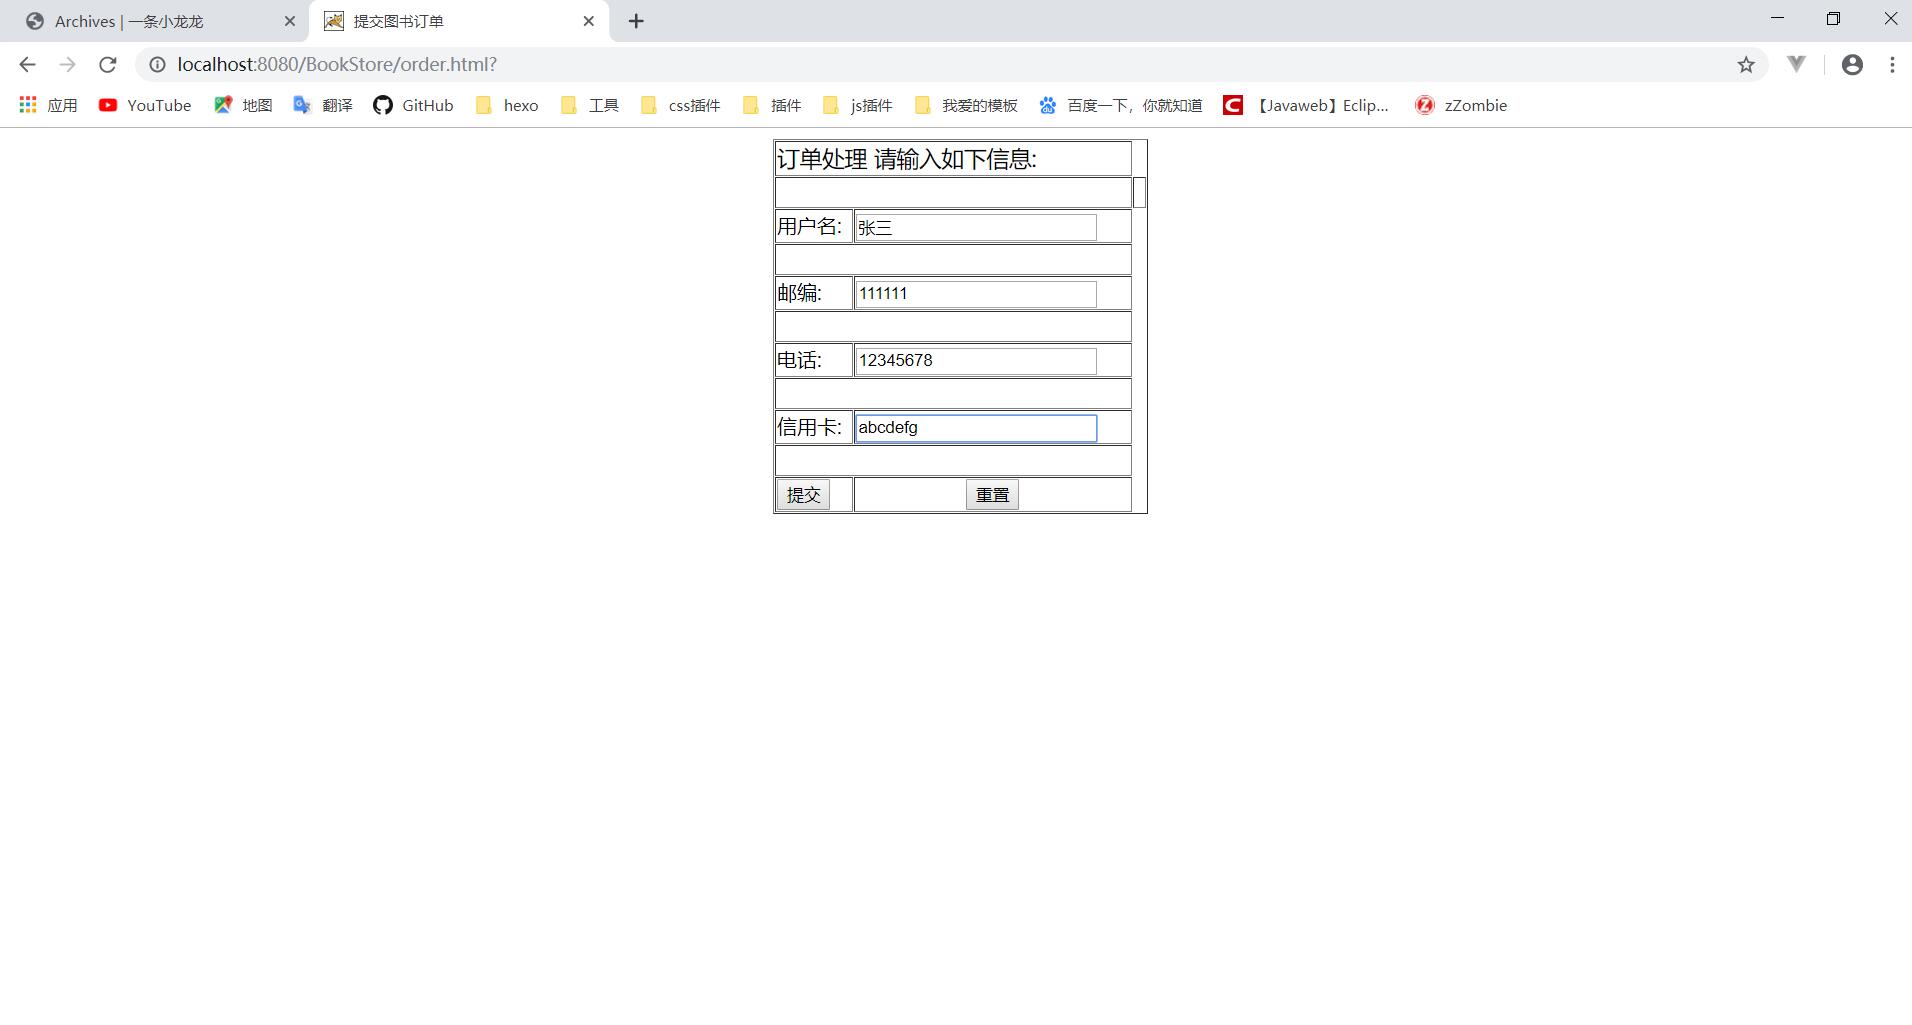 Archives | 一条小龙龙
提交图书订单
localhost:8080/BookStore/order.html?
应用 YouTube 地图 翻译 GitHub hexo 工具 css插件 插件 js插件 我爱的模板 百度一下，你就知道 【Javaweb】Eclip... zZombie
订单处理 请输入如下信息:
用户名: 张三
邮编: 111111
电话: 12345678
信用卡: abcdefg
提交 重置